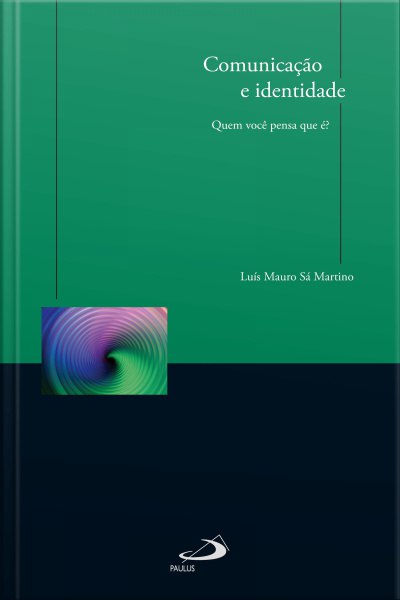 Comunicação
e identidade
Quem você pensa que é?
Luís Mauro Sá Martino
PAULUS